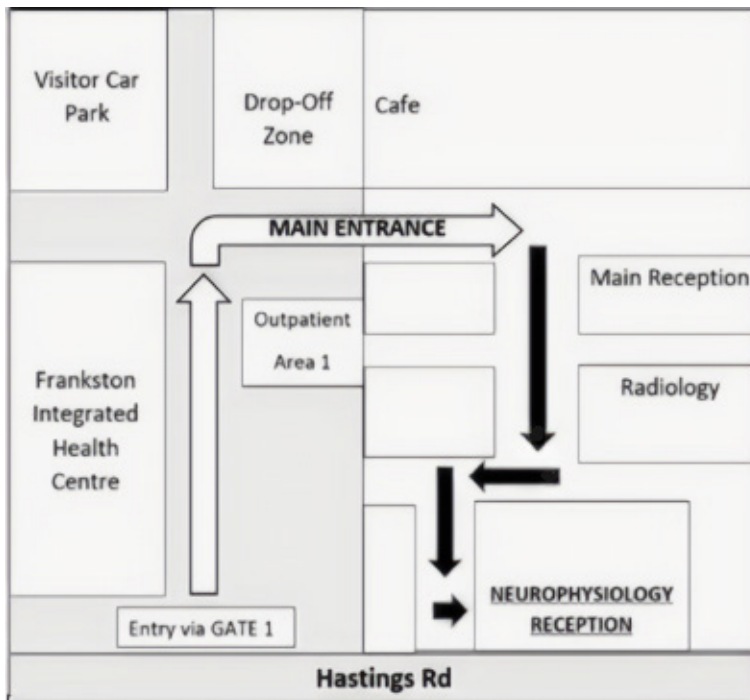 Visitor Car
Park
Drop-Off
Zone
Cafe
MAIN ENTRANCE
Main Reception
Outpatient
Area 1
Frankston
Integrated
Health
Centre
Radiology
NEUROPHYSIOLOGY
RECEPTION
Entry via GATE 1
Hastings Rd